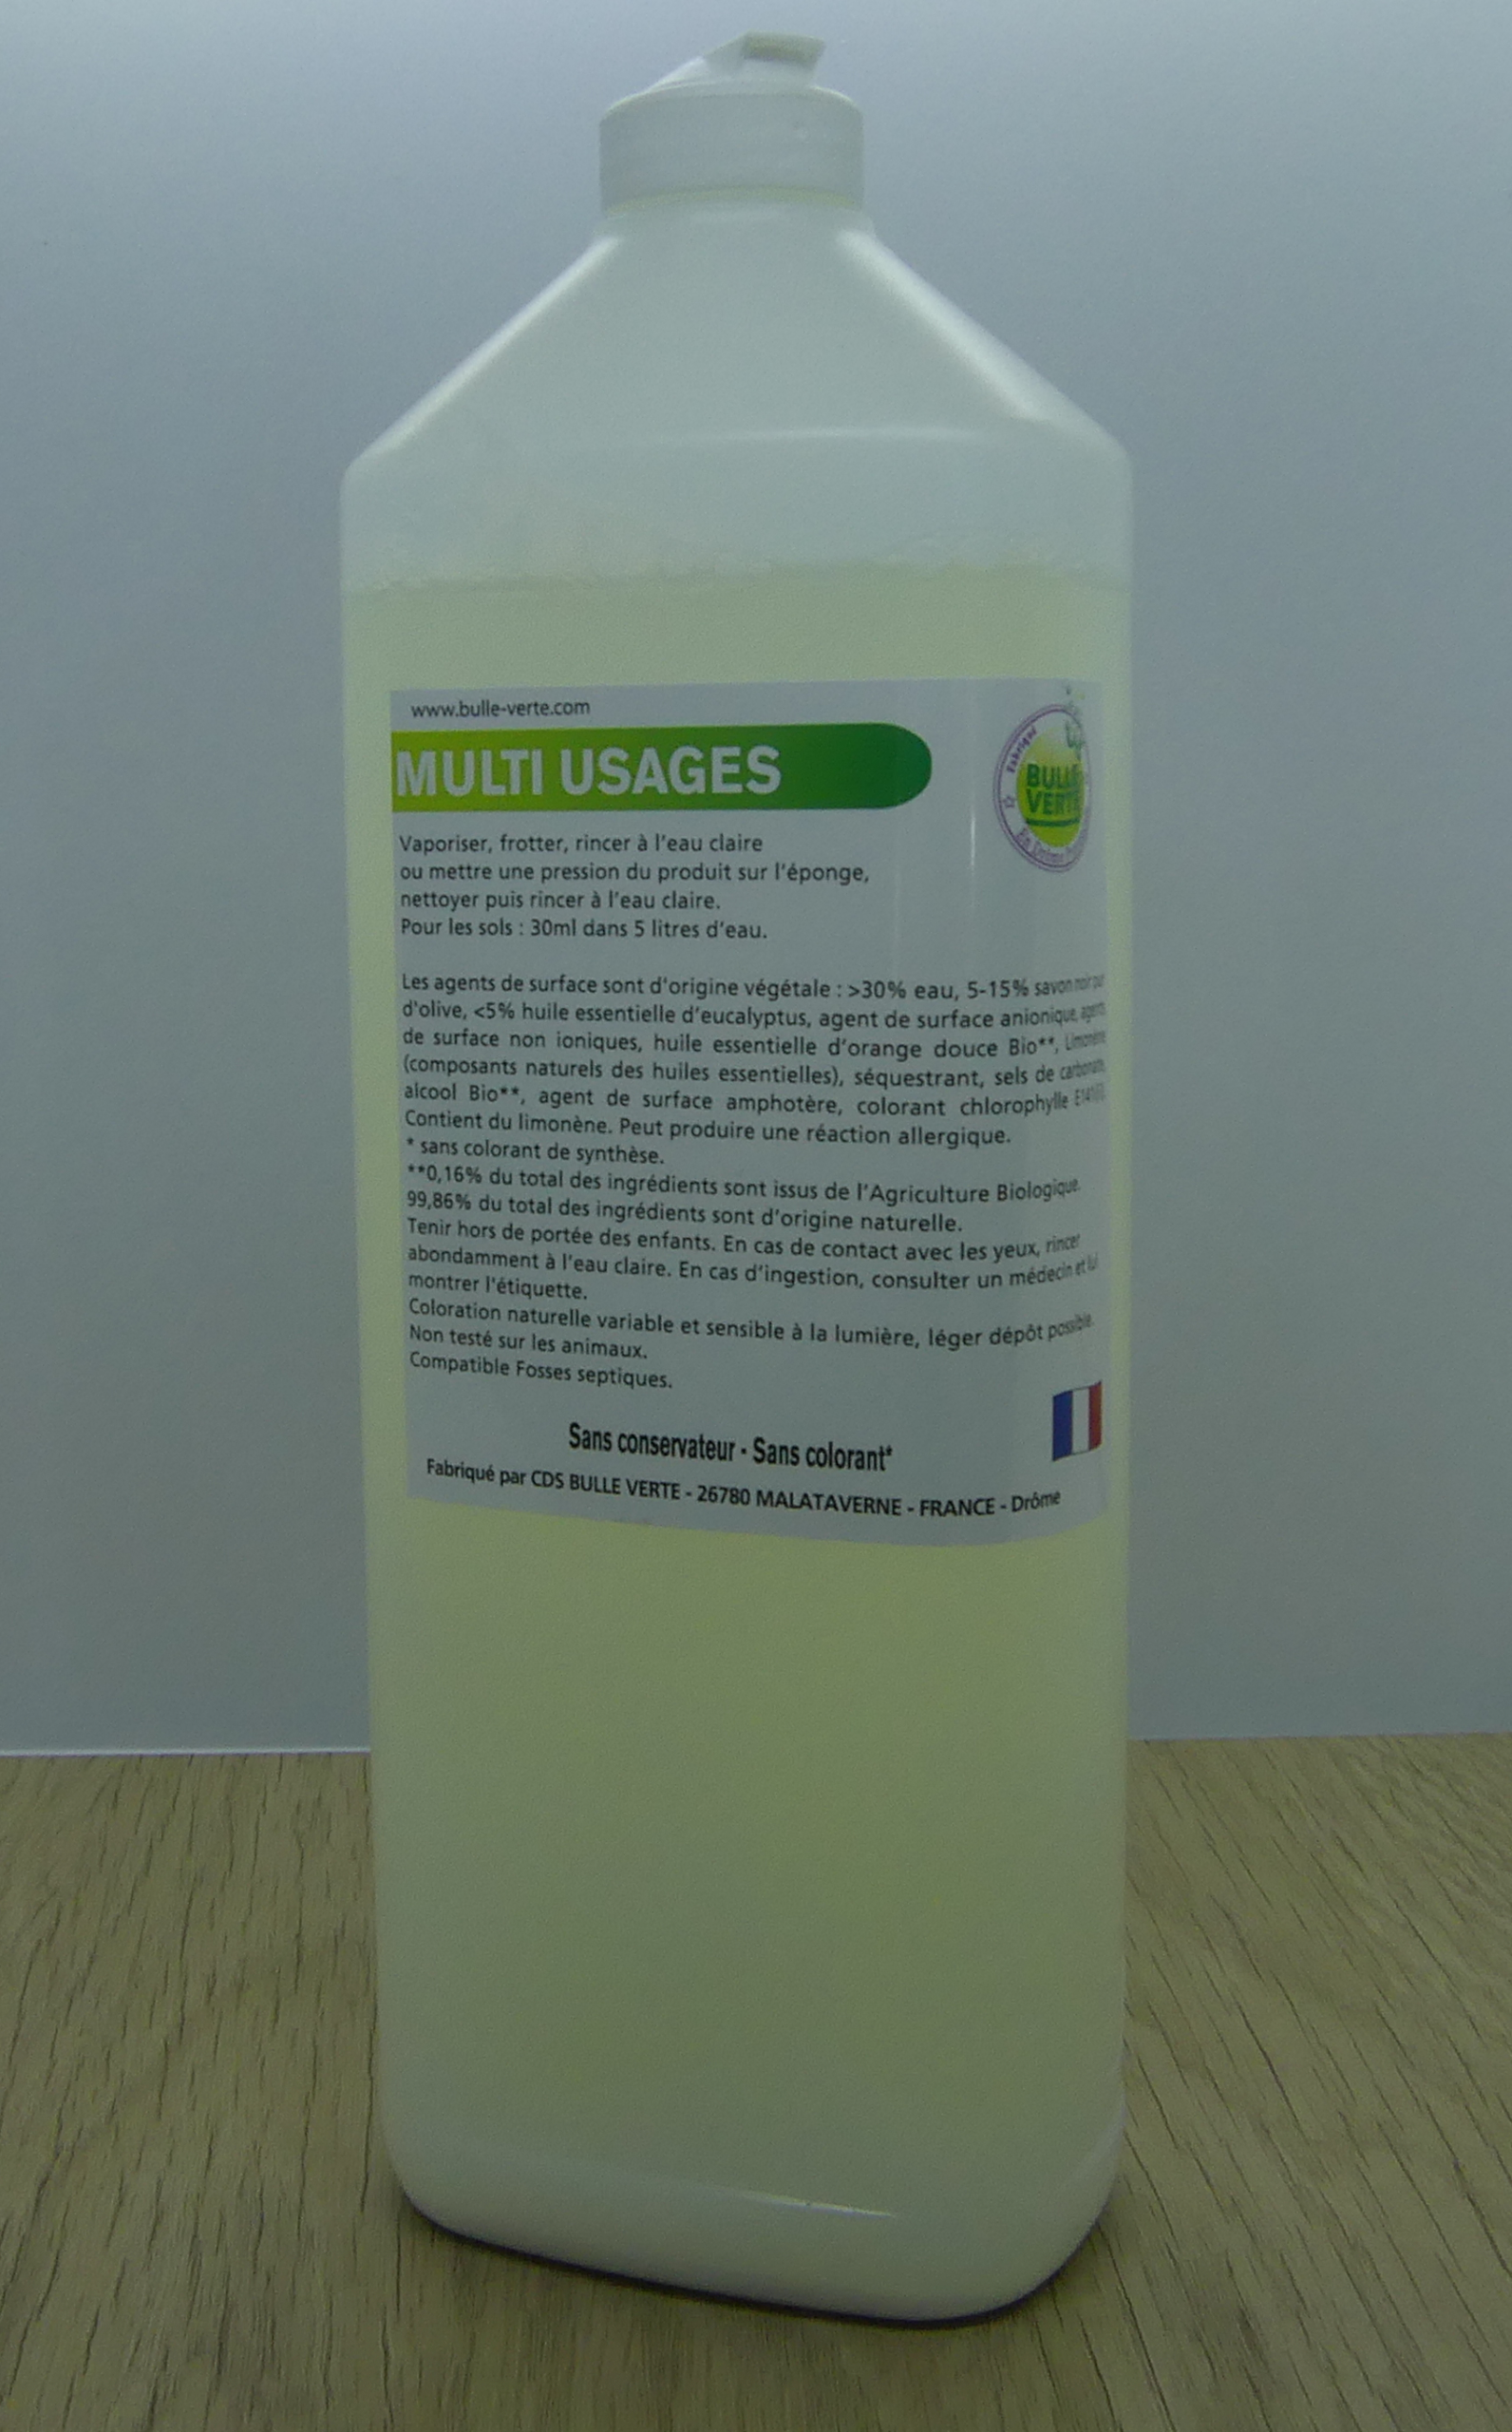 www.bulle-verte.com
MULTI USAGES
Fabriqué
BULLE
VERTE
En Drôme
Vaporiser, frotter, rincer à l'eau claire
ou mettre une pression du produit sur l'éponge,
nettoyer puis rincer à l'eau claire.
Pour les sols : 30ml dans 5 litres d'eau.
Les agents de surface sont d'origine végétale : >30% eau, 5-15% savon noir pur
d'olive, <5% huile essentielle d'eucalyptus, agent de surface anionique, agents
de surface non ioniques, huile essentielle d'orange douce Bio**, Limonène
(composants naturels des huiles essentielles), séquestrant, sels de carbonate,
alcool Bio**, agent de surface amphotère, colorant chlorophylle
Contient du limonène. Peut produire une réaction allergique.
* sans colorant de synthèse.
**0,16% du total des ingrédients sont issus de l'Agriculture Biologique.
99,86% du total des ingrédients sont d'origine naturelle.
Tenir hors de portée des enfants. En cas de contact avec les yeux, rincer
abondamment à l'eau claire. En cas d'ingestion, consulter un médecin et lui
montrer l'étiquette.
Coloration naturelle variable et sensible à la lumière, léger dépôt possible.
Non testé sur les animaux.
Compatible Fosses septiques.
Sans conservateur - Sans colorant*
Fabriqué par CDS BULLE VERTE - 26780 MALATAVERNE - FRANCE - Drôme